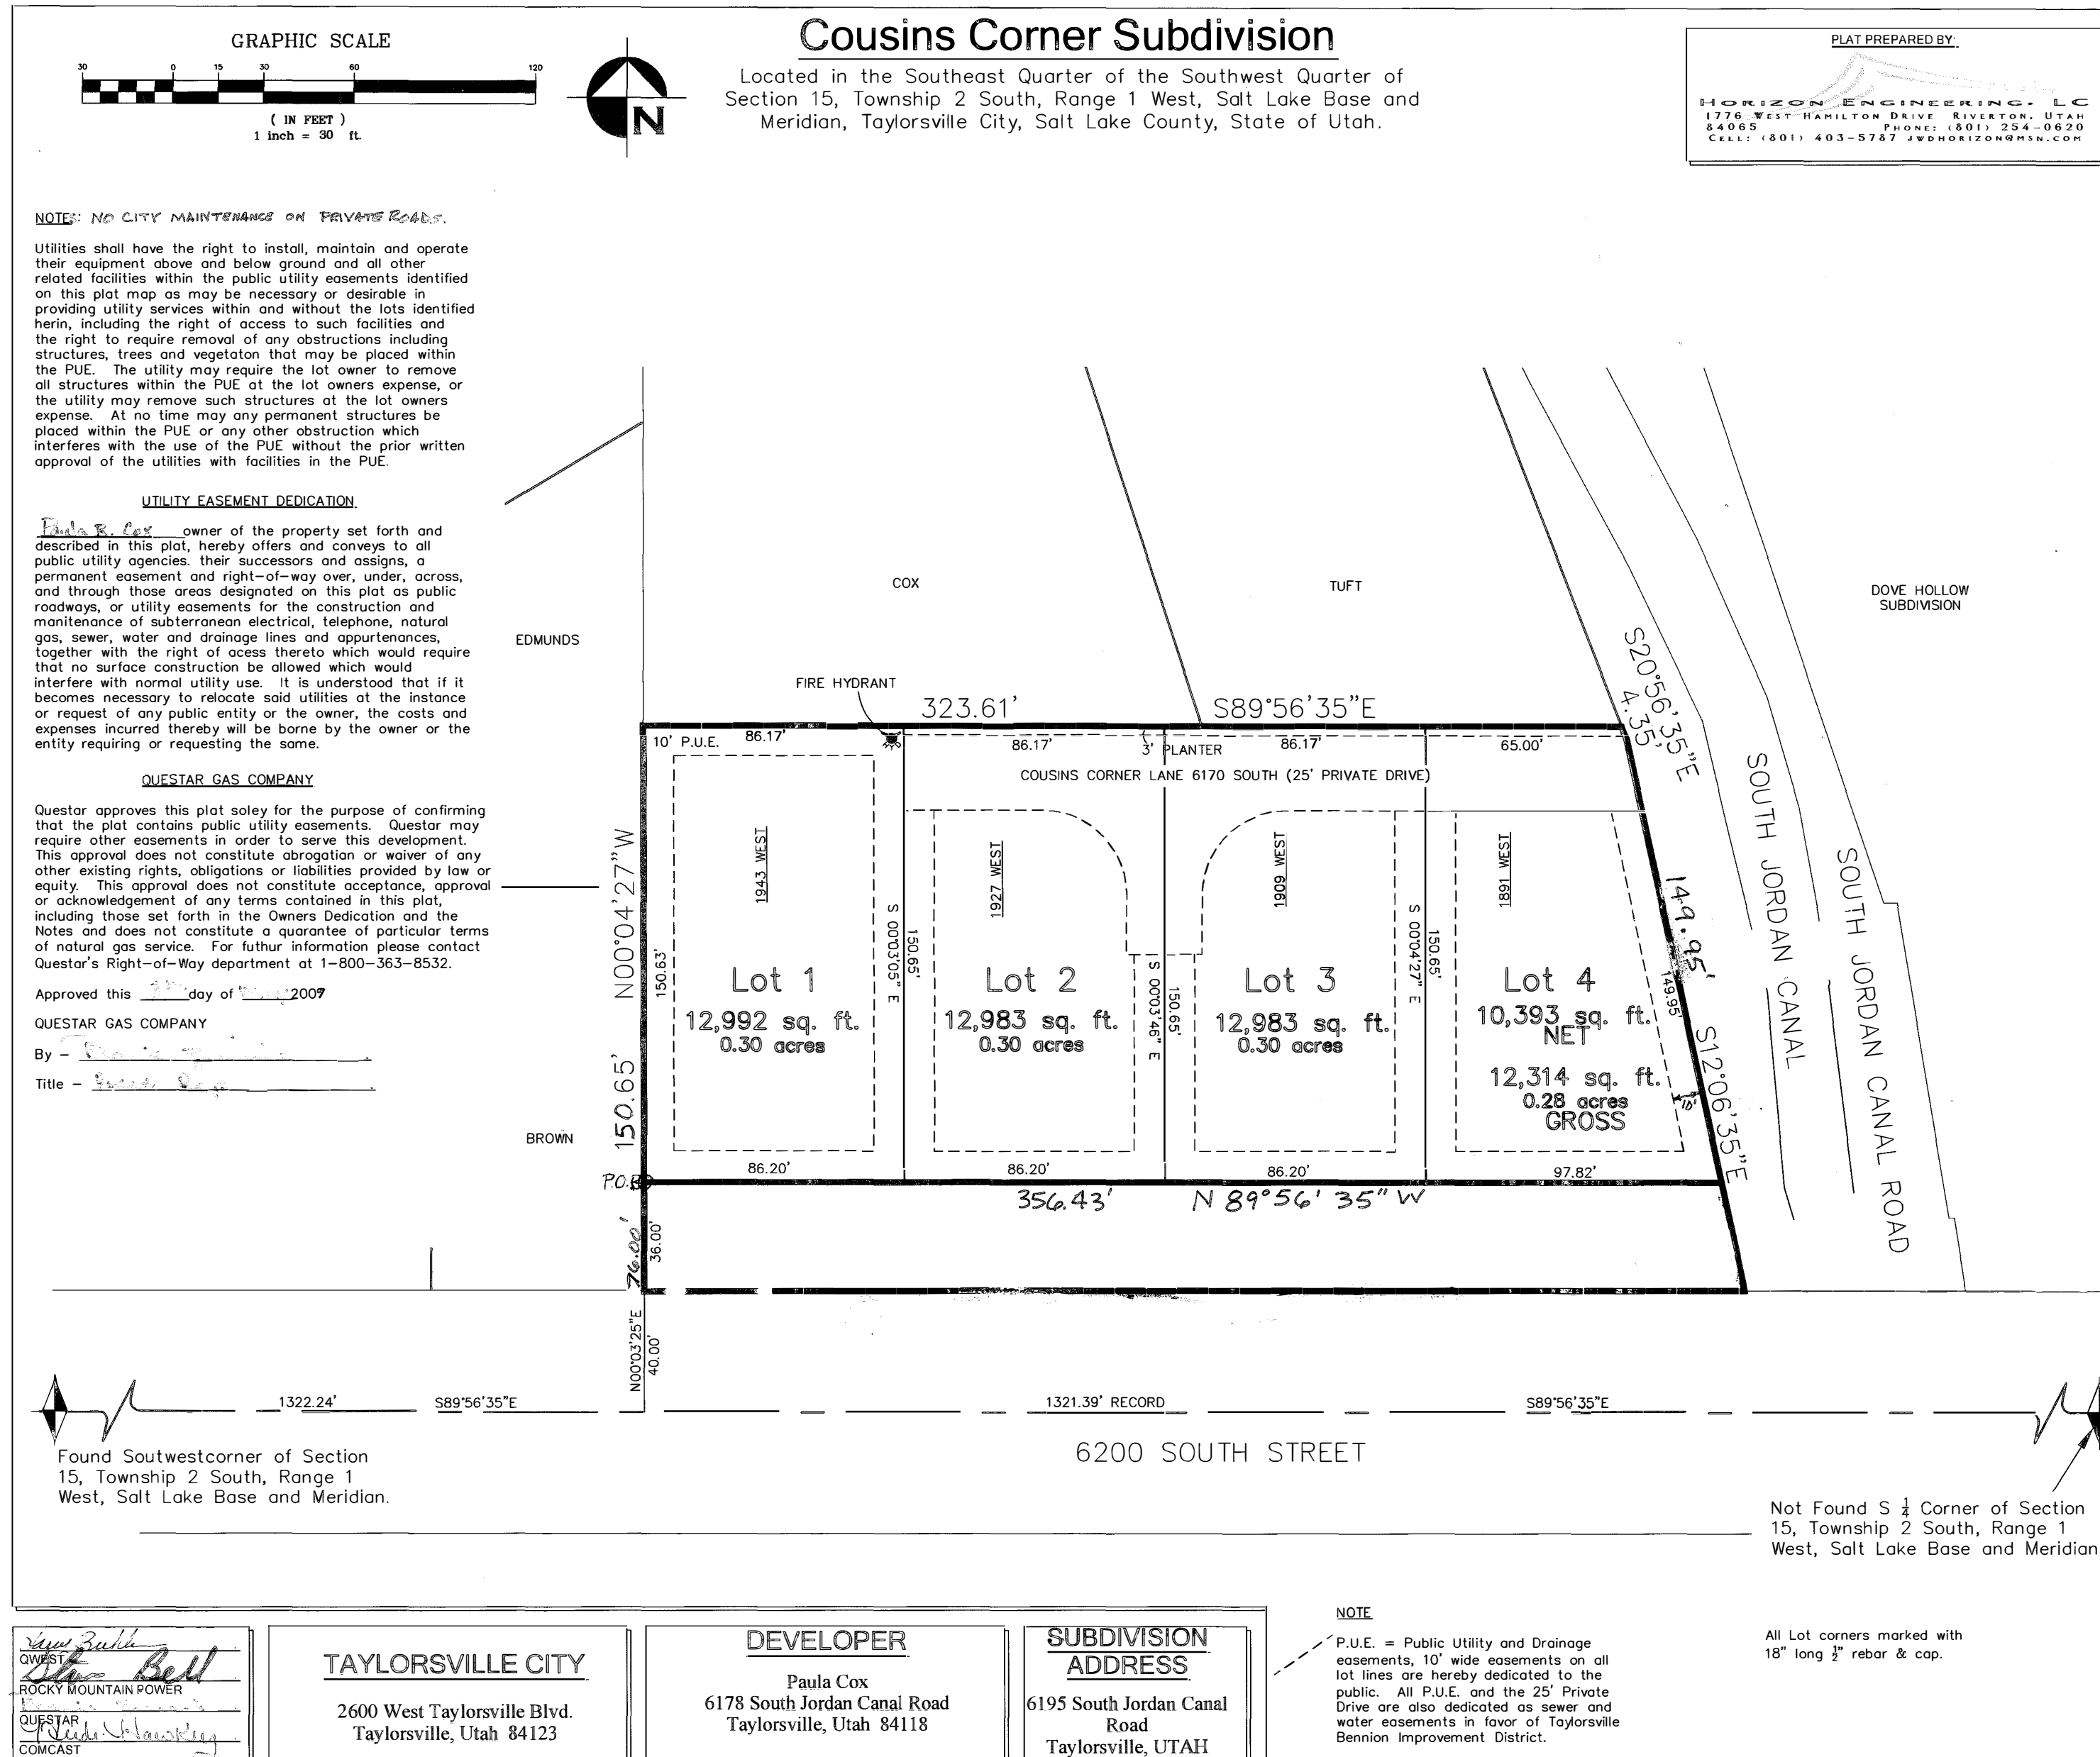 GRAPHIC SCALE
30 0 15 30 60 120
( IN FEET )
1 inch = 30 ft.
N
Cousins Corner Subdivision
Located in the Southeast Quarter of the Southwest Quarter of
Section 15, Township 2 South, Range 1 West, Salt Lake Base and
Meridian, Taylorsville City, Salt Lake County, State of Utah.
PLAT PREPARED BY:
HORIZON ENGINEERING. LC
1776 WEST HAMILTON DRIVE RIVERTON, UTAH
84065 PHONE: (801) 254-0620
CELL: (801) 403-5787 JWDHORIZON@MSN.COM
NOTES: NO CITY MAINTENANCE ON PRIVATE ROADS.
Utilities shall have the right to install, maintain and operate
their equipment above and below ground and all other
related facilities within the public utility easements identified
on this plat map as may be necessary or desirable in
providing utility services within and without the lots identified
herin, including the right of access to such facilities and
the right to require removal of any obstructions including
structures, trees and vegetaton that may be placed within
the PUE. The utility may require the lot owner to remove
all structures within the PUE at the lot owners expense, or
the utility may remove such structures at the lot owners
expense. At no time may any permanent structures be
placed within the PUE or any other obstruction which
interferes with the use of the PUE without the prior written
approval of the utilities with facilities in the PUE.
UTILITY EASEMENT DEDICATION
Paula R. Cox owner of the property set forth and
described in this plat, hereby offers and conveys to all
public utility agencies. their successors and assigns, a
permanent easement and right-of-way over, under, across,
and through those areas designated on this plat as public
roadways, or utility easements for the construction and
manitenance of subterranean electrical, telephone, natural
gas, sewer, water and drainage lines and appurtenances,
together with the right of acess thereto which would require
that no surface construction be allowed which would
interfere with normal utility use. It is understood that if it
becomes necessary to relocate said utilities at the instance
or request of any public entity or the owner, the costs and
expenses incurred thereby will be borne by the owner or the
entity requiring or requesting the same.
QUESTAR GAS COMPANY
Questar approves this plat soley for the purpose of confirming
that the plat contains public utility easements. Questar may
require other easements in order to serve this development.
This approval does not constitute abrogation or waiver of any
other existing rights, obligations or liabilities provided by law or
equity. This approval does not constitute acceptance, approval
or acknowledgement of any terms contained in this plat,
including those set forth in the Owners Dedication and the
Notes and does not constitute a quarantee of particular terms
of natural gas service. For futhur information please contact
Questar's Right-of-Way department at 1-800-363-8532.
Approved this day of 2007
QUESTAR GAS COMPANY
By -
Title -
EDMUNDS
COX
TUFT
DOVE HOLLOW
SUBDIVISION
BROWN
FIRE HYDRANT
323.61' S89°56'35"E
S20°56'35"E
4.35'
10' P.U.E. 86.17' 86.17' 3' PLANTER 86.17' 65.00'
COUSINS CORNER LANE 6170 SOUTH (25' PRIVATE DRIVE)
1943 WEST
1927 WEST
1909 WEST
1891 WEST
N00°04'27"W
150.65'
150.63'
S 00°03'05" E
150.65'
S 00°03'46" E
150.65'
S 00°04'27" E
150.65'
149.95'
149.95'
S12°06'35"E
10'
Lot 1
12,992 sq. ft.
0.30 acres
Lot 2
12,983 sq. ft.
0.30 acres
Lot 3
12,983 sq. ft.
0.30 acres
Lot 4
10,393 sq. ft.
NET
12,314 sq. ft.
0.28 acres
GROSS
86.20' 86.20' 86.20' 97.82'
P.O.B
356.43' N 89°56' 35" W
76.00'
36.00'
N00°03'25"E
40.00'
SOUTH JORDAN CANAL
SOUTH JORDAN CANAL ROAD
1322.24' S89°56'35"E 1321.39' RECORD S89°56'35"E
6200 SOUTH STREET
Found Soutwestcorner of Section
15, Township 2 South, Range 1
West, Salt Lake Base and Meridian.
Not Found S 1/4 Corner of Section
15, Township 2 South, Range 1
West, Salt Lake Base and Meridian
QWEST
Bell
ROCKY MOUNTAIN POWER
QUESTAR
COMCAST
TAYLORSVILLE CITY
2600 West Taylorsville Blvd.
Taylorsville, Utah 84123
DEVELOPER
Paula Cox
6178 South Jordan Canal Road
Taylorsville, Utah 84118
SUBDIVISION
ADDRESS
6195 South Jordan Canal
Road
Taylorsville, UTAH
NOTE
P.U.E. = Public Utility and Drainage
easements, 10' wide easements on all
lot lines are hereby dedicated to the
public. All P.U.E. and the 25' Private
Drive are also dedicated as sewer and
water easements in favor of Taylorsville
Bennion Improvement District.
All Lot corners marked with
18" long 1/2" rebar & cap.